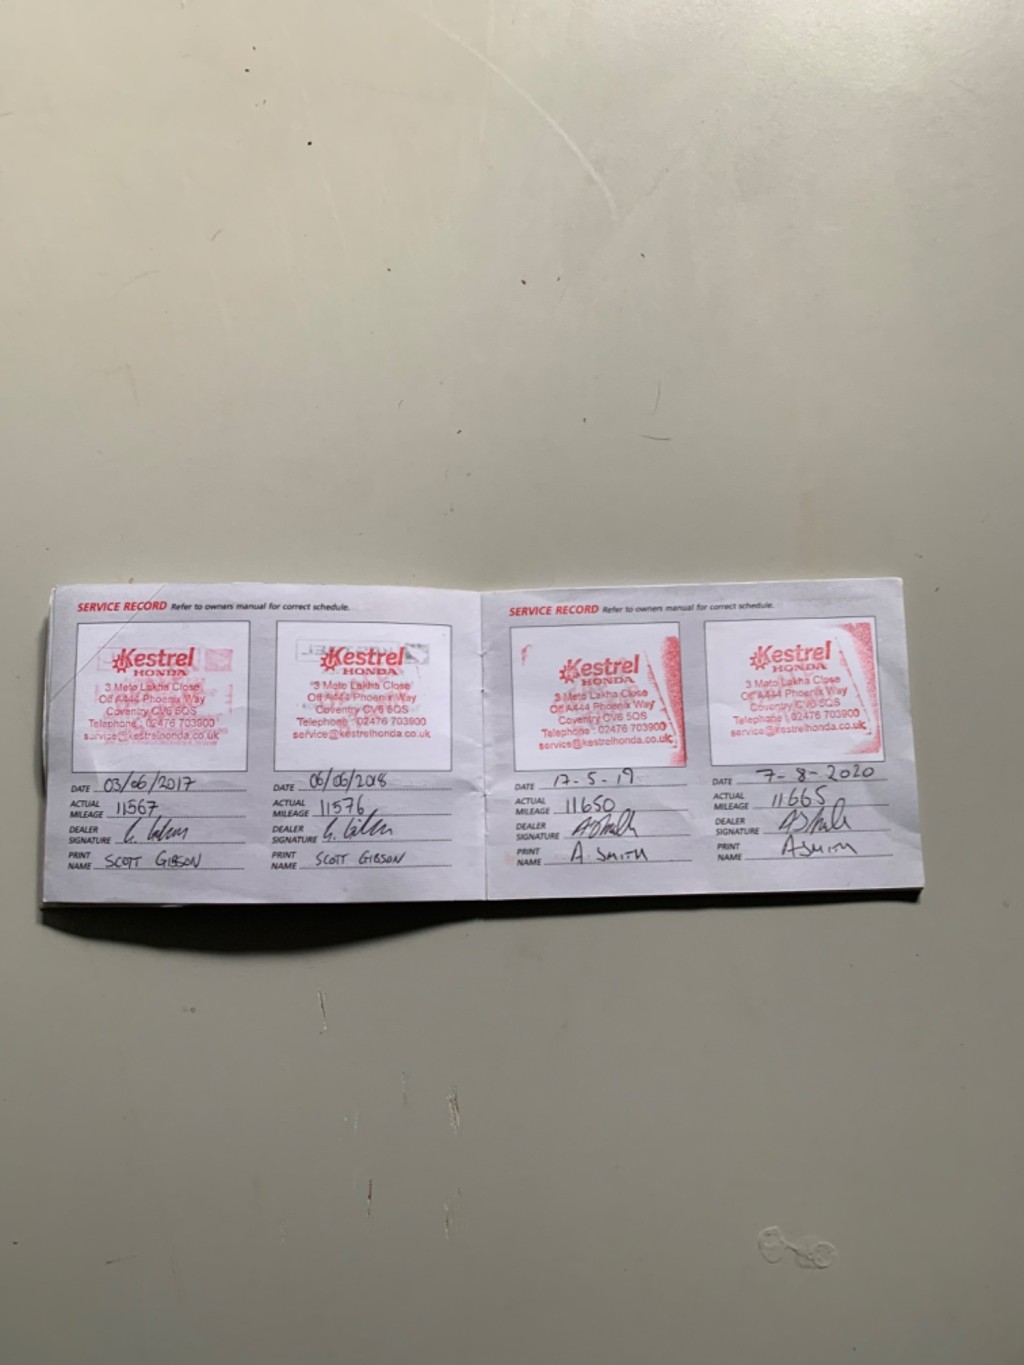 SERVICE RECORD Refer to owners manual for correct schedule.
Kestrel
HONDA
3 Moto Lakha Close
Off A444 Phoenix Way
Coventry CV6 5QS
Telephone : 02476 703900
service@kestrelhonda.co.uk
DATE 03/06/2017
ACTUAL
MILEAGE 11567
DEALER
SIGNATURE
PRINT
NAME SCOTT GIBSON
Kestrel
HONDA
3 Moto Lakha Close
Off A444 Phoenix Way
Coventry CV6 5QS
Telephone : 02476 703900
service@kestrelhonda.co.uk
DATE 06/06/2018
ACTUAL
MILEAGE 11576
DEALER
SIGNATURE
PRINT
NAME SCOTT GIBSON
SERVICE RECORD Refer to owners manual for correct schedule.
Kestrel
HONDA
3 Moto Lakha Close
Off A444 Phoenix Way
Coventry CV6 5QS
Telephone : 02476 703900
service@kestrelhonda.co.uk
DATE 17-5-19
ACTUAL
MILEAGE 11650
DEALER
SIGNATURE
PRINT
NAME A. SMITH
Kestrel
HONDA
3 Moto Lakha Close
Off A444 Phoenix Way
Coventry CV6 5QS
Telephone : 02476 703900
service@kestrelhonda.co.uk
DATE 7-8-2020
ACTUAL
MILEAGE 11665
DEALER
SIGNATURE
PRINT
NAME A SMITH